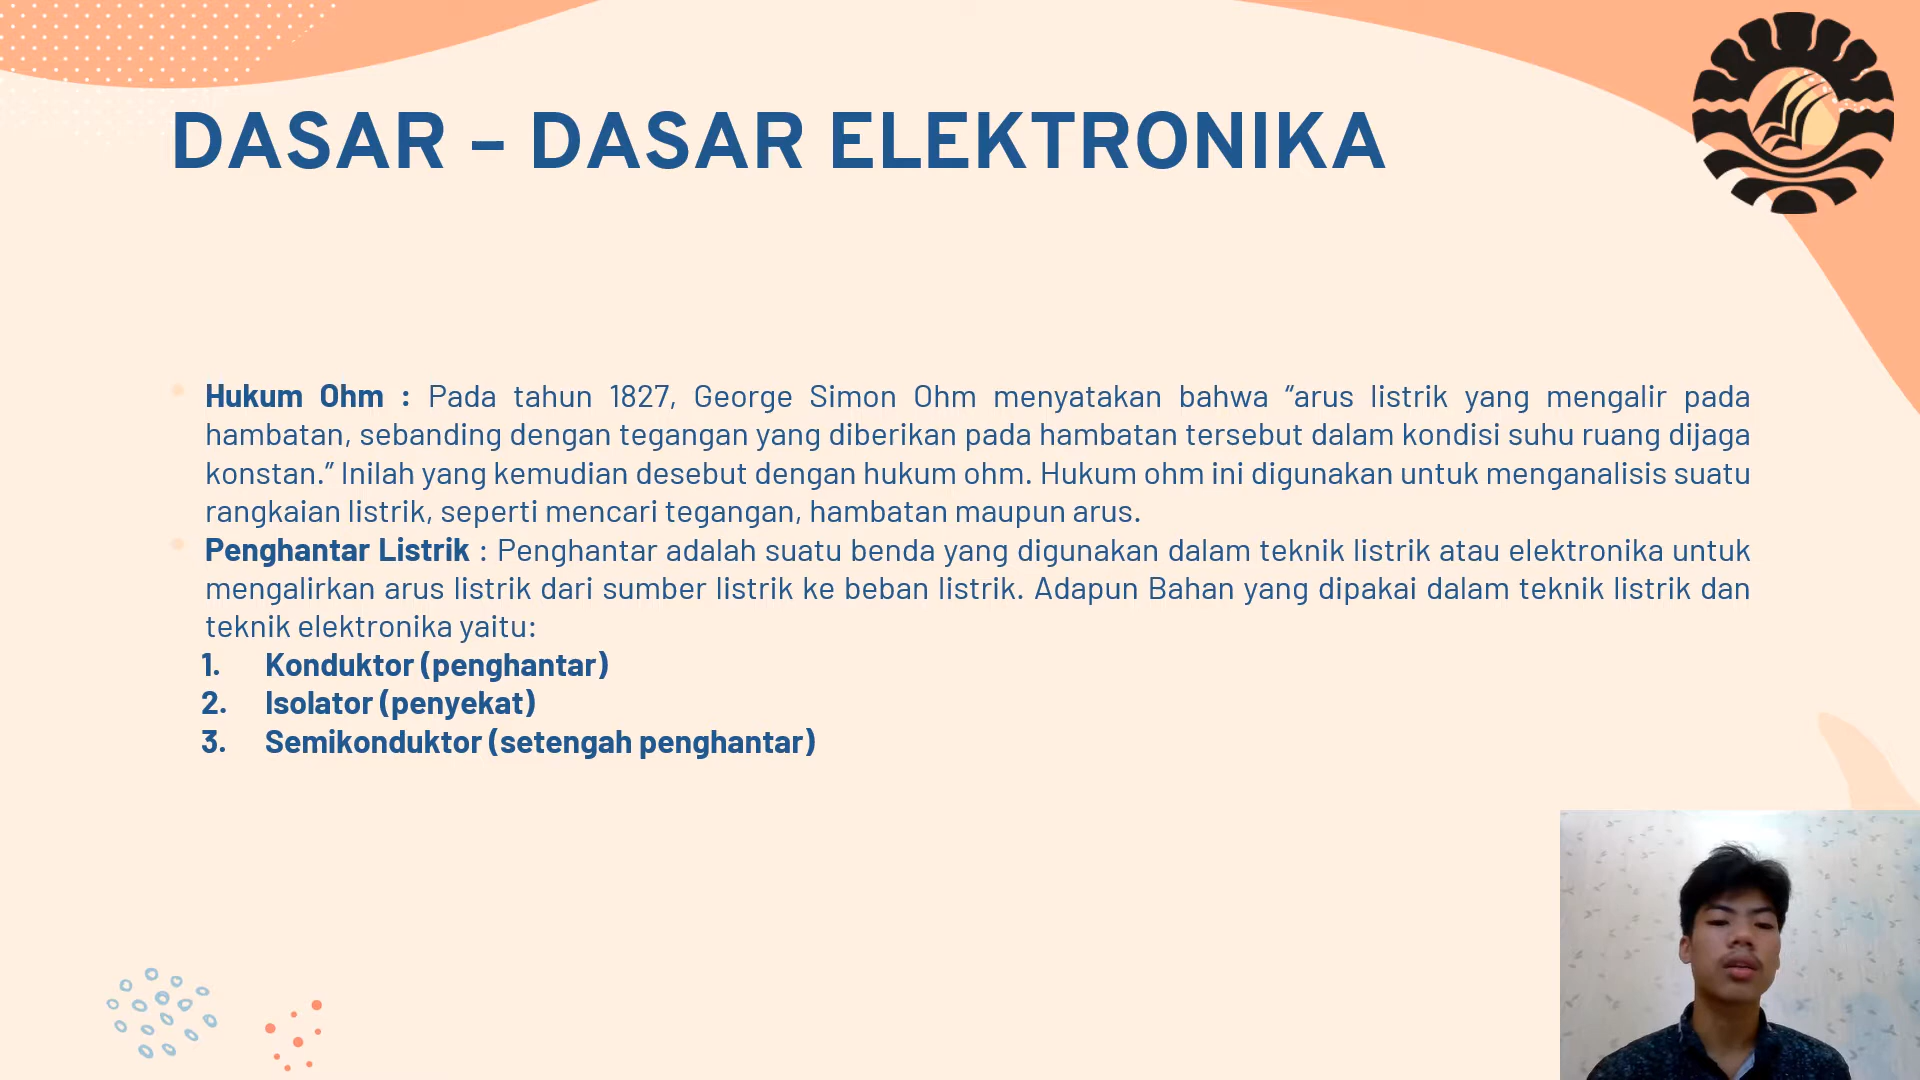 DASAR – DASAR ELEKTRONIKA
Hukum Ohm : Pada tahun 1827, George Simon Ohm menyatakan bahwa ”arus listrik yang mengalir pada
hambatan, sebanding dengan tegangan yang diberikan pada hambatan tersebut dalam kondisi suhu ruang dijaga
konstan.” Inilah yang kemudian desebut dengan hukum ohm. Hukum ohm ini digunakan untuk menganalisis suatu
rangkaian listrik, seperti mencari tegangan, hambatan maupun arus.
Penghantar Listrik : Penghantar adalah suatu benda yang digunakan dalam teknik listrik atau elektronika untuk
mengalirkan arus listrik dari sumber listrik ke beban listrik. Adapun Bahan yang dipakai dalam teknik listrik dan
teknik elektronika yaitu:
1. Konduktor (penghantar)
2. Isolator (penyekat)
3. Semikonduktor (setengah penghantar)